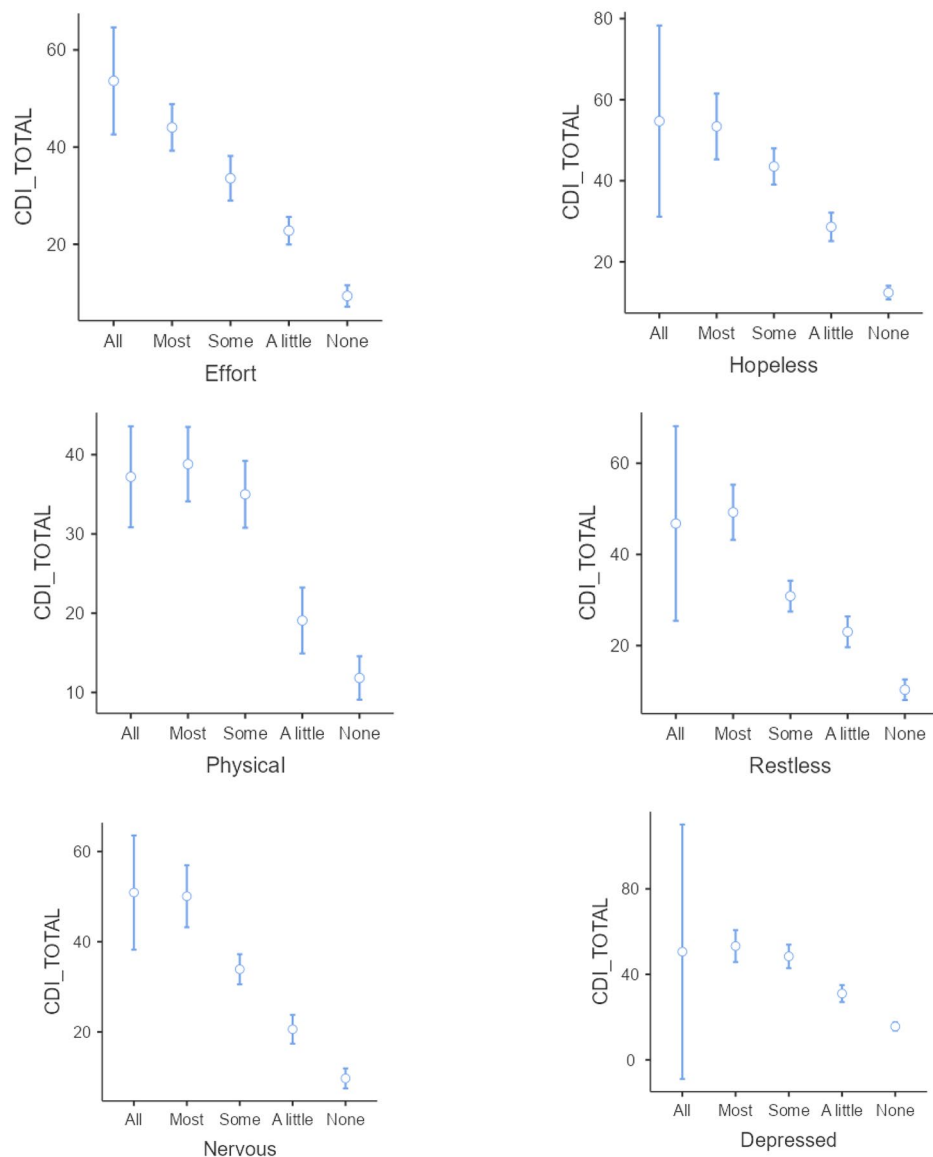 60
40
20
CDI_TOTAL
All Most Some A little None
Effort
80
60
40
20
CDI_TOTAL
All Most Some A little None
Hopeless
40
30
20
10
CDI_TOTAL
All Most Some A little None
Physical
60
40
20
CDI_TOTAL
All Most Some A little None
Restless
60
40
20
CDI_TOTAL
All Most Some A little None
Nervous
80
40
0
CDI_TOTAL
All Most Some A little None
Depressed